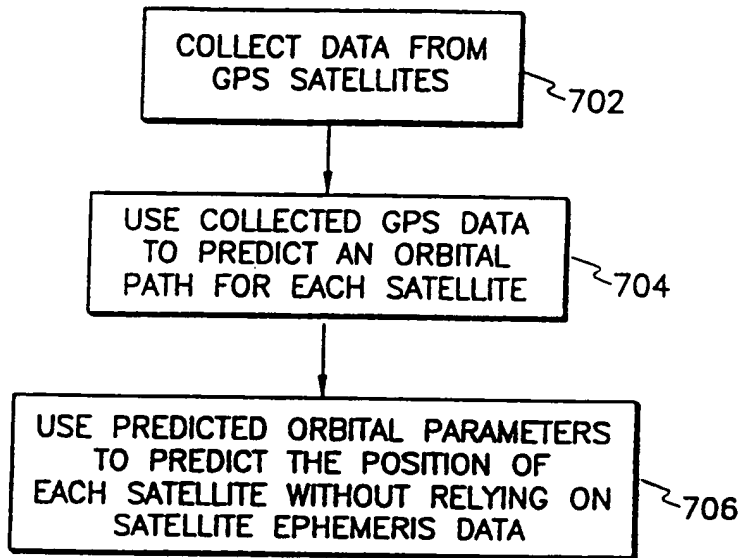 COLLECT DATA FROM
GPS SATELLITES
702
USE COLLECTED GPS DATA
TO PREDICT AN ORBITAL
PATH FOR EACH SATELLITE
704
USE PREDICTED ORBITAL PARAMETERS
TO PREDICT THE POSITION OF
EACH SATELLITE WITHOUT RELYING ON
SATELLITE EPHEMERIS DATA
706